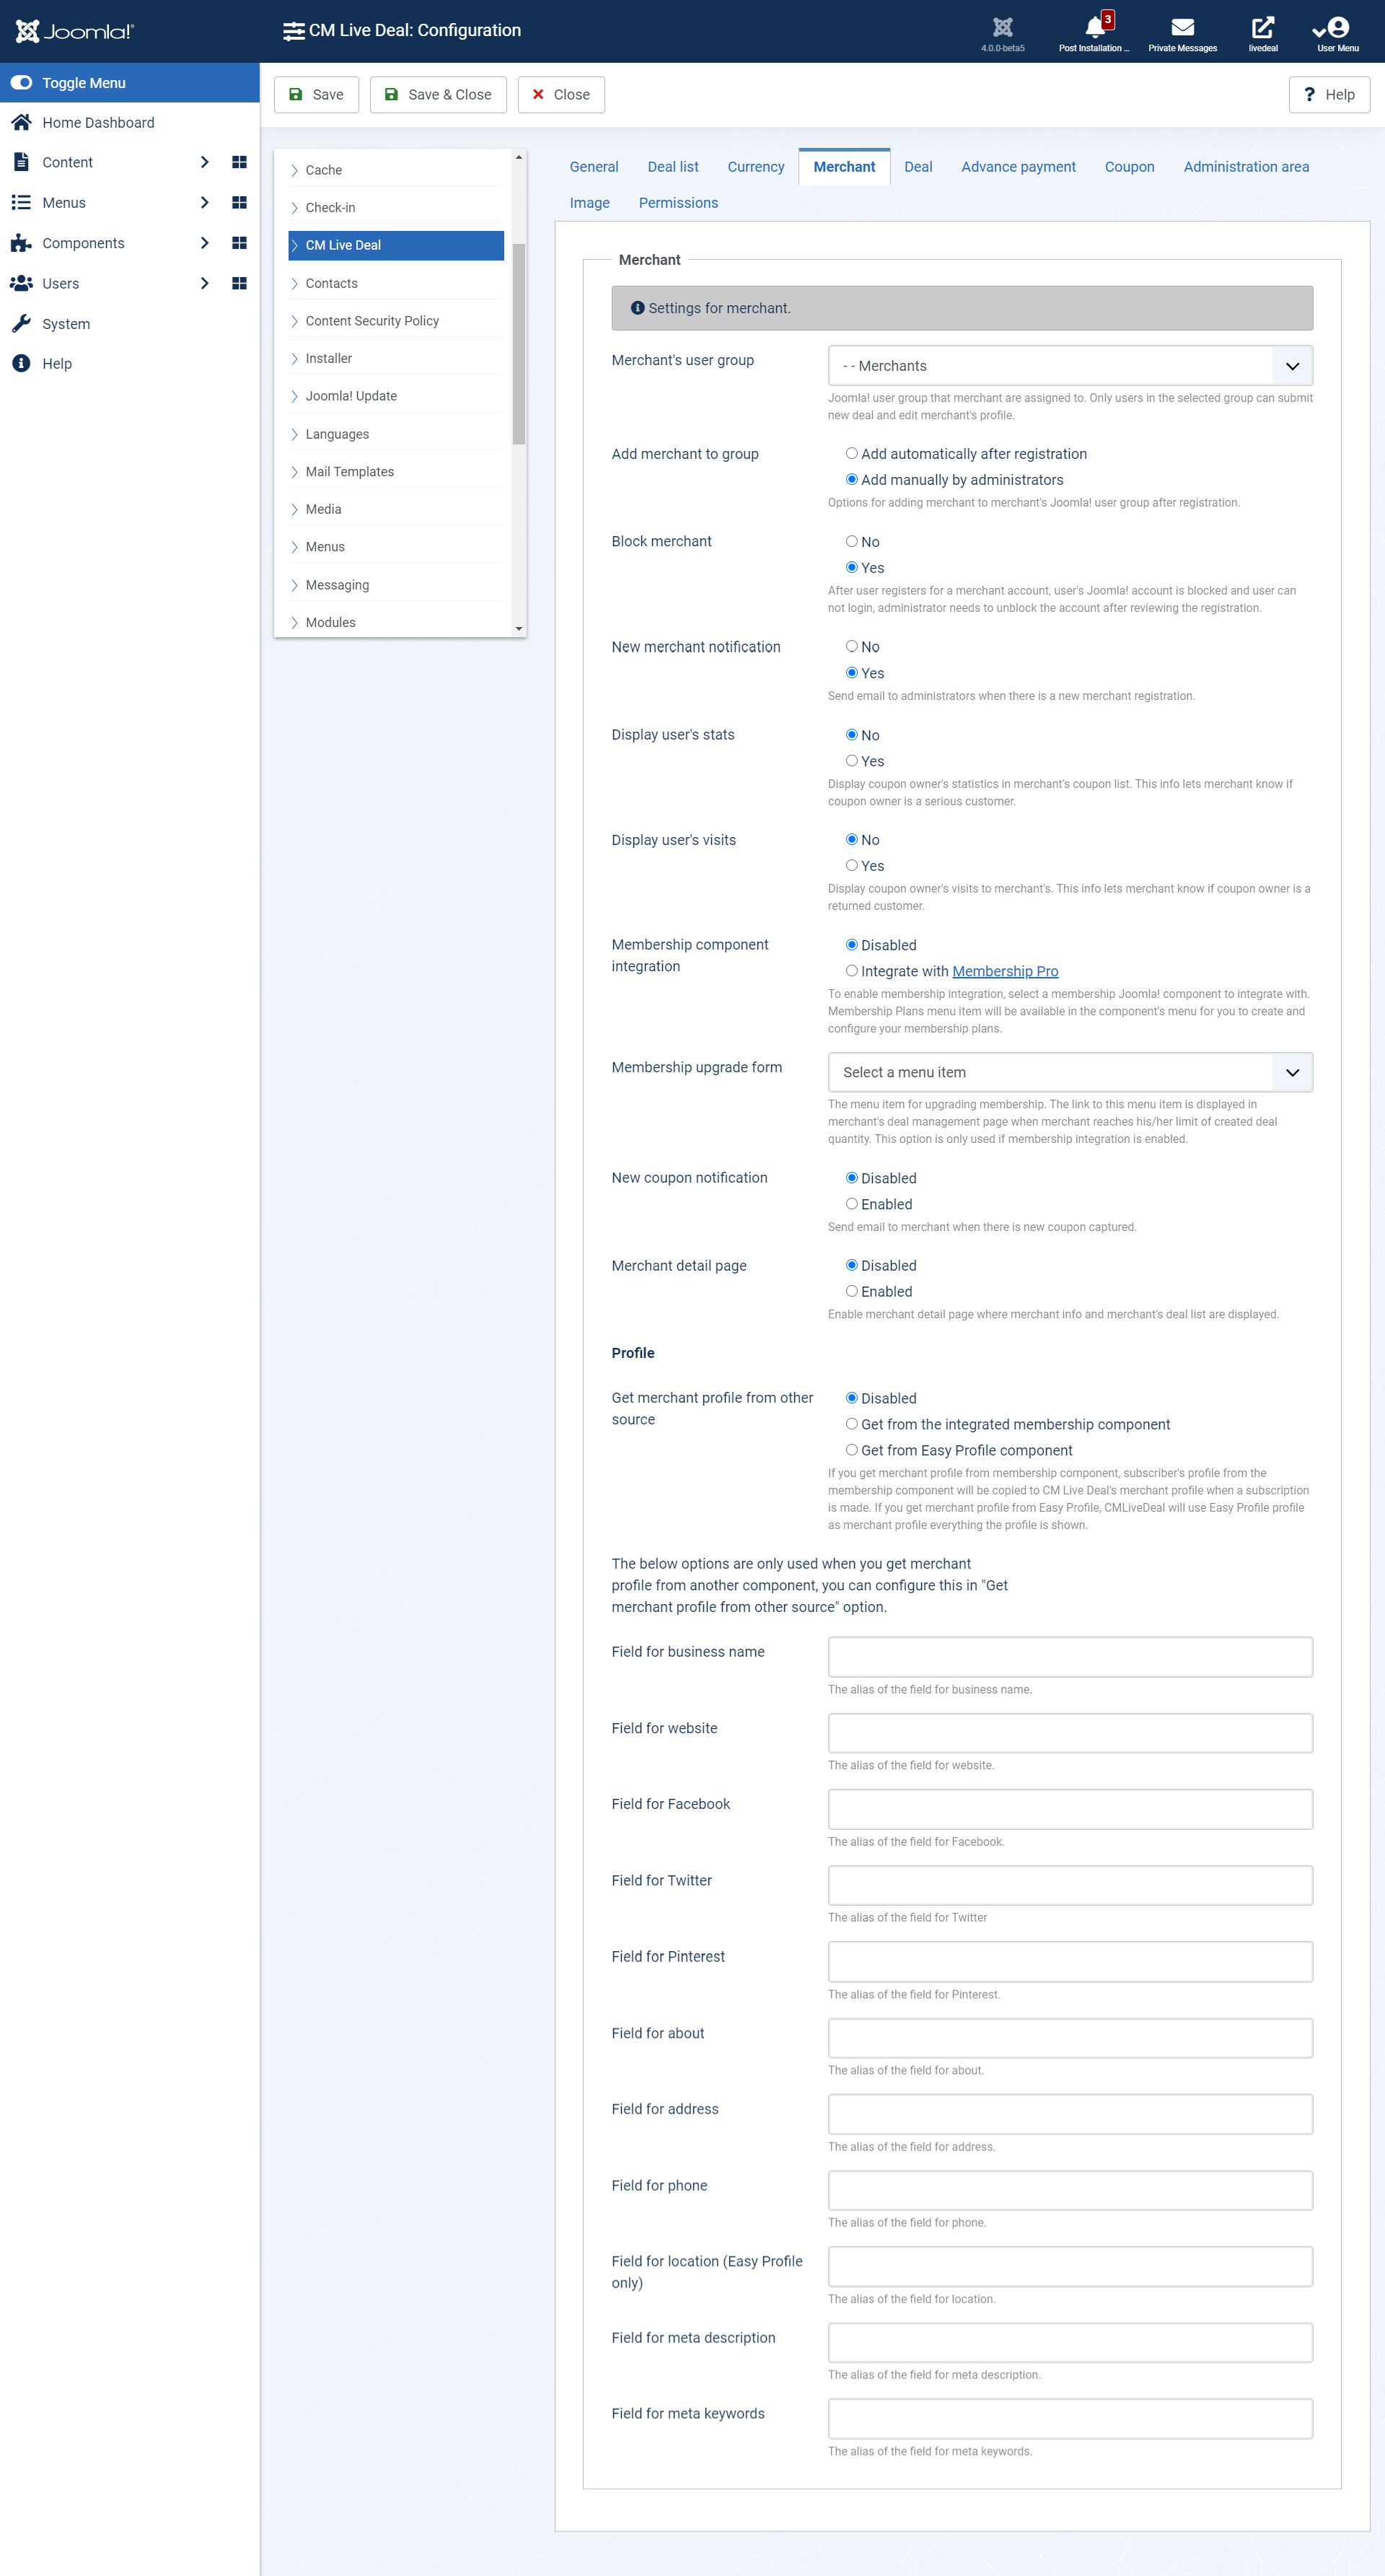 Joomla!
CM Live Deal: Configuration
4.0.0-beta5
3
Post Installation ...
Private Messages
livedeal
User Menu
Toggle Menu
Home Dashboard
Content
Menus
Components
Users
System
Help
Save
Save & Close
Close
Help
Cache
Check-in
CM Live Deal
Contacts
Content Security Policy
Installer
Joomla! Update
Languages
Mail Templates
Media
Menus
Messaging
Modules
General
Deal list
Currency
Merchant
Deal
Advance payment
Coupon
Administration area
Image
Permissions
Merchant
Settings for merchant.
Merchant's user group
- - Merchants
Joomla! user group that merchant are assigned to. Only users in the selected group can submit
new deal and edit merchant's profile.
Add merchant to group
Add automatically after registration
Add manually by administrators
Options for adding merchant to merchant's Joomla! user group after registration.
Block merchant
No
Yes
After user registers for a merchant account, user's Joomla! account is blocked and user can
not login, administrator needs to unblock the account after reviewing the registration.
New merchant notification
No
Yes
Send email to administrators when there is a new merchant registration.
Display user's stats
No
Yes
Display coupon owner's statistics in merchant's coupon list. This info lets merchant know if
coupon owner is a serious customer.
Display user's visits
No
Yes
Display coupon owner's visits to merchant's. This info lets merchant know if coupon owner is a
returned customer.
Membership component
integration
Disabled
Integrate with Membership Pro
To enable membership integration, select a membership Joomla! component to integrate with.
Membership Plans menu item will be available in the component's menu for you to create and
configure your membership plans.
Membership upgrade form
Select a menu item
The menu item for upgrading membership. The link to this menu item is displayed in
merchant's deal management page when merchant reaches his/her limit of created deal
quantity. This option is only used if membership integration is enabled.
New coupon notification
Disabled
Enabled
Send email to merchant when there is new coupon captured.
Merchant detail page
Disabled
Enabled
Enable merchant detail page where merchant info and merchant's deal list are displayed.
Profile
Get merchant profile from other
source
Disabled
Get from the integrated membership component
Get from Easy Profile component
If you get merchant profile from membership component, subscriber's profile from the
membership component will be copied to CM Live Deal's merchant profile when a subscription
is made. If you get merchant profile from Easy Profile, CMLiveDeal will use Easy Profile profile
as merchant profile everything the profile is shown.
The below options are only used when you get merchant
profile from another component, you can configure this in "Get
merchant profile from other source" option.
Field for business name
The alias of the field for business name.
Field for website
The alias of the field for website.
Field for Facebook
The alias of the field for Facebook.
Field for Twitter
The alias of the field for Twitter
Field for Pinterest
The alias of the field for Pinterest.
Field for about
The alias of the field for about.
Field for address
The alias of the field for address.
Field for phone
The alias of the field for phone.
Field for location (Easy Profile
only)
The alias of the field for location.
Field for meta description
The alias of the field for meta description.
Field for meta keywords
The alias of the field for meta keywords.